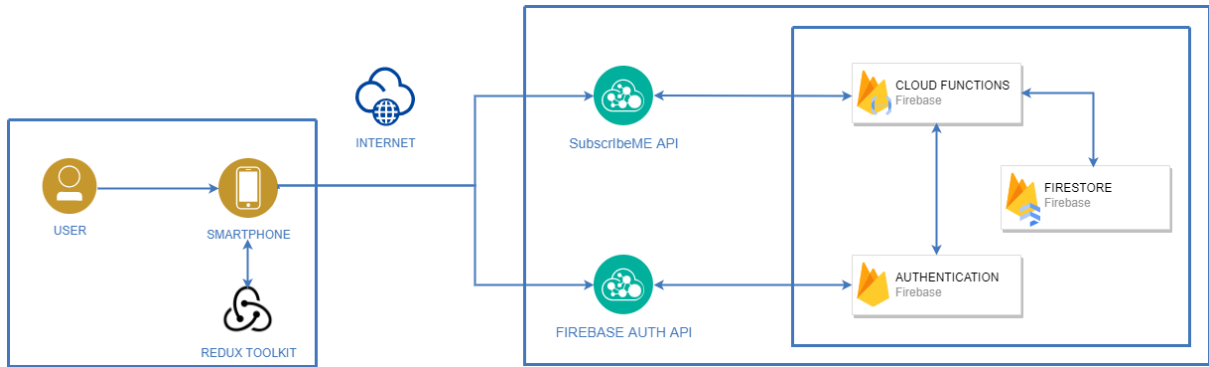 INTERNET
USER
SMARTPHONE
REDUX TOOLKIT
SubscrIbeME API
FIREBASE AUTH API
CLOUD FUNCTIONS
Firebase
FIRESTORE
Firebase
AUTHENTICATION
Firebase